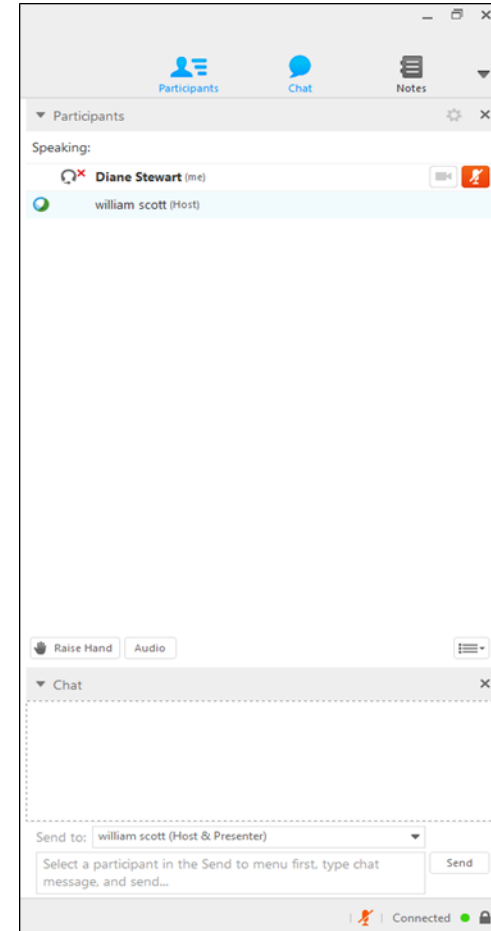 Participants
Chat
Notes
Participants
Speaking:
Diane Stewart (me)
william scott (Host)
Raise Hand
Audio
Chat
Send to: william scott (Host & Presenter)
Select a participant in the Send to menu first, type chat
message, and send...
Send
Connected